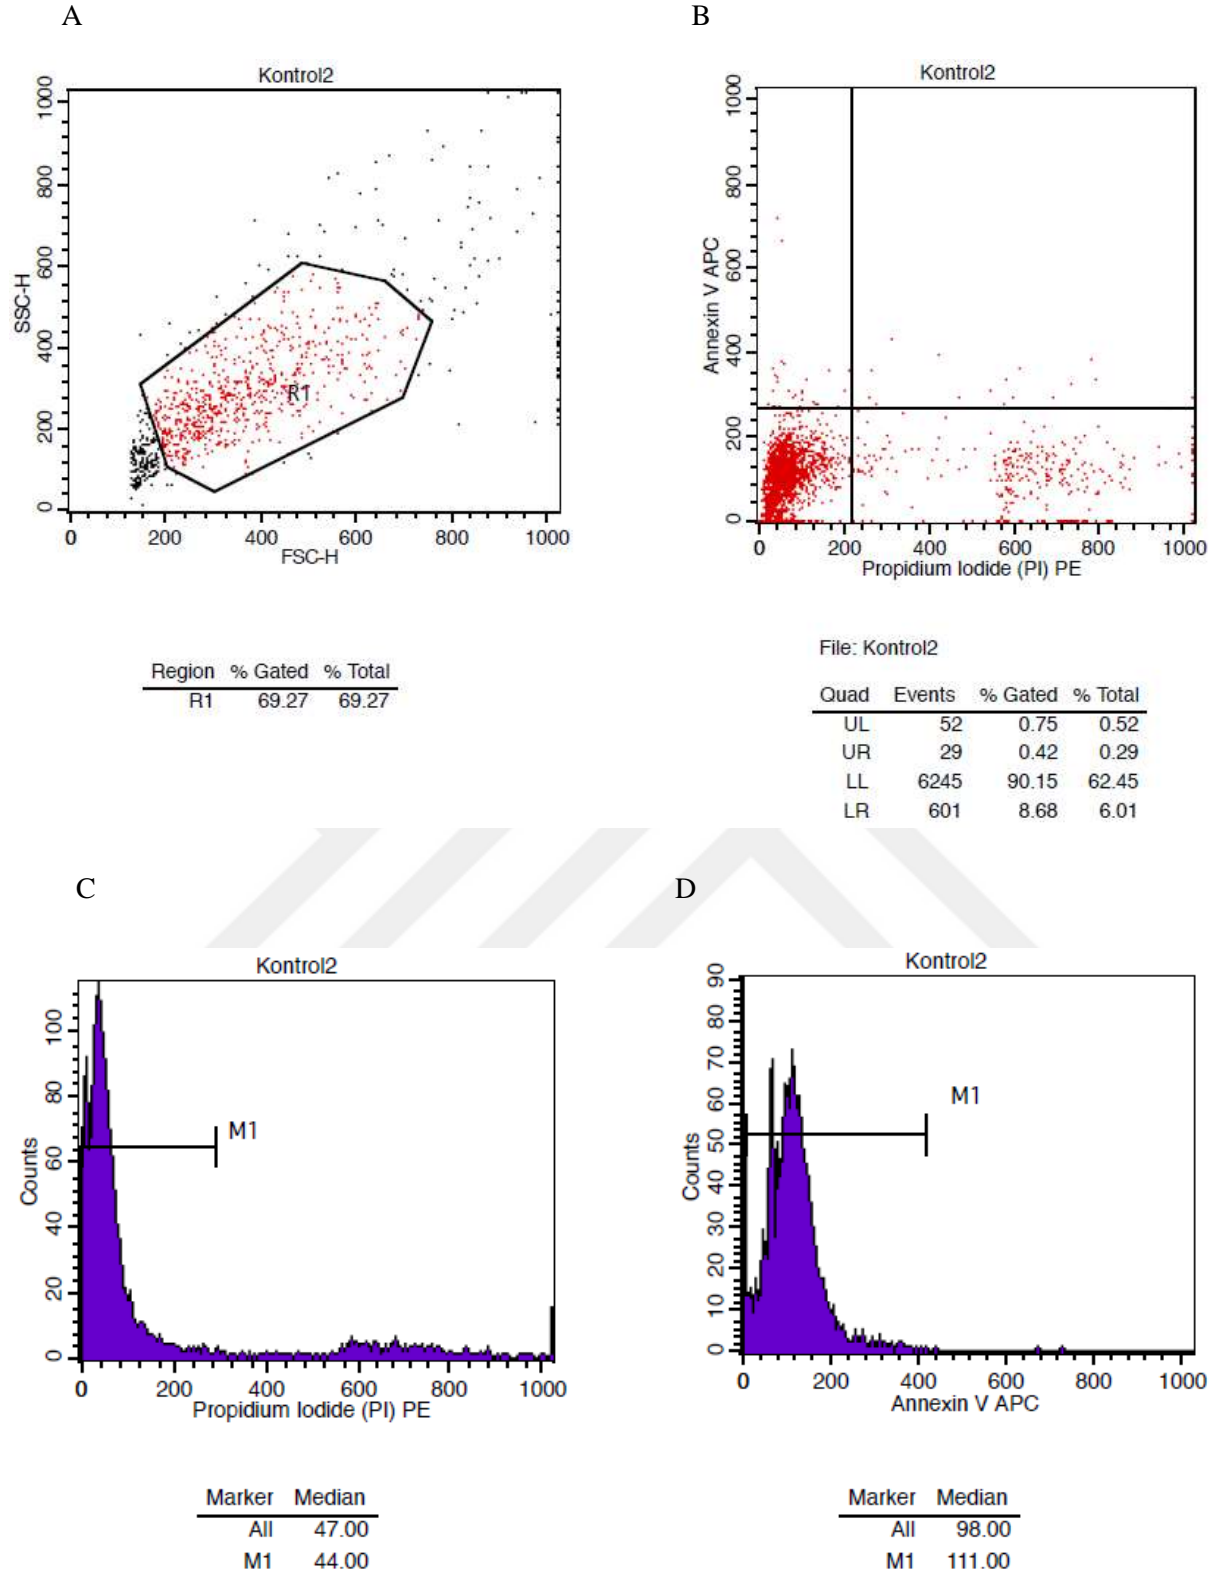 A
B
Kontrol2
1000
800
600
400
200
0
SSC-H
R1
0 200 400 600 800 1000
FSC-H
Kontrol2
1000
800
600
400
200
0
Annexin V APC
0 200 400 600 800 1000
Propidium Iodide (PI) PE
Region % Gated % Total
R1 69.27 69.27
File: Kontrol2
Quad Events % Gated % Total
UL 52 0.75 0.52
UR 29 0.42 0.29
LL 6245 90.15 62.45
LR 601 8.68 6.01
C
D
Kontrol2
100
80
60
40
20
0
Counts
M1
0 200 400 600 800 1000
Propidium Iodide (PI) PE
Kontrol2
90
80
70
60
50
40
30
20
10
0
Counts
M1
0 200 400 600 800 1000
Annexin V APC
Marker Median
All 47.00
M1 44.00
Marker Median
All 98.00
M1 111.00